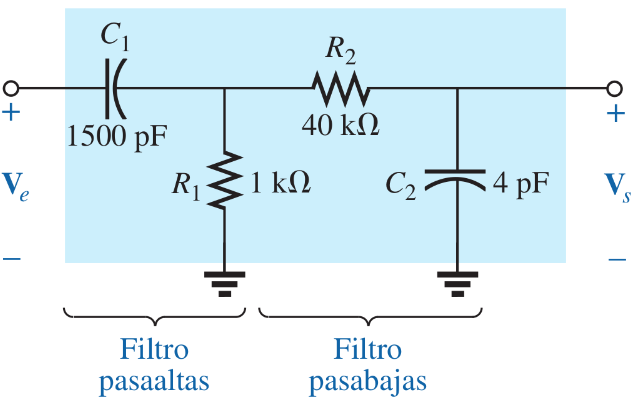 C₁
R₂
1500 pF
40 kΩ
+
+
Vₑ
R₁
1 kΩ
C₂
4 pF
Vₛ
−
−
Filtro
pasaaltas
Filtro
pasabajas